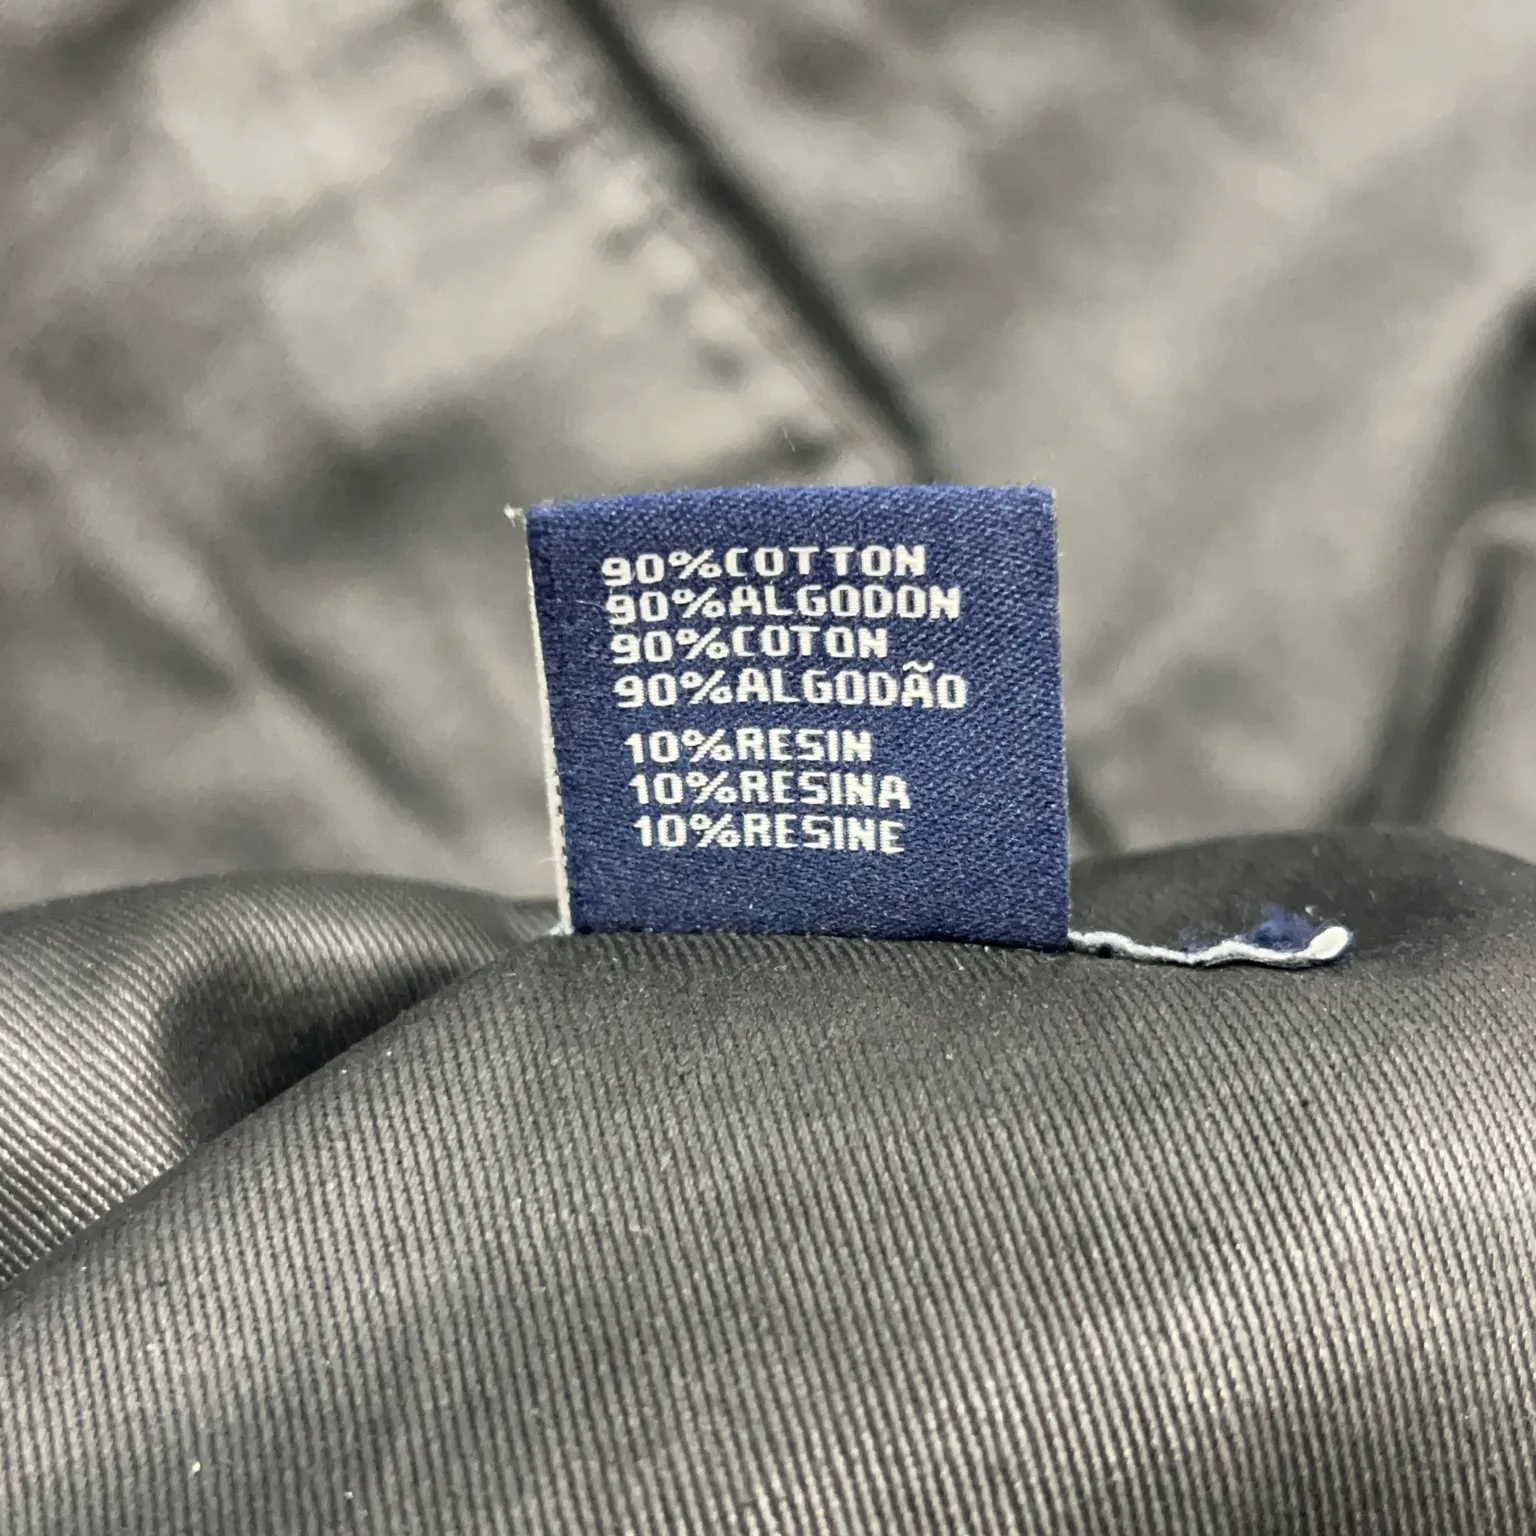 90%COTTON
90%ALGODON
90%COTON
90%ALGODÃO
10%RESIN
10%RESINA
10%RESINE